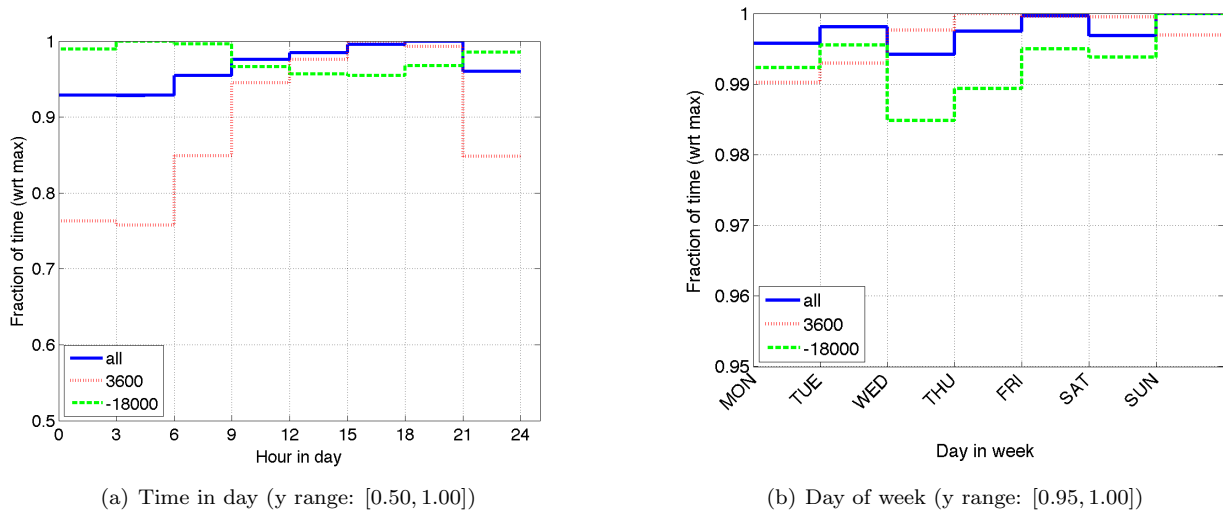 Fraction of time (wrt max)
1
0.9
0.8
0.7
0.6
0.5
all
3600
-18000
0 3 6 9 12 15 18 21 24
Hour in day
(a) Time in day (y range: [0.50, 1.00])
Fraction of time (wrt max)
1
0.99
0.98
0.97
0.96
0.95
all
3600
-18000
MON TUE WED THU FRI SAT SUN
Day in week
(b) Day of week (y range: [0.95, 1.00])